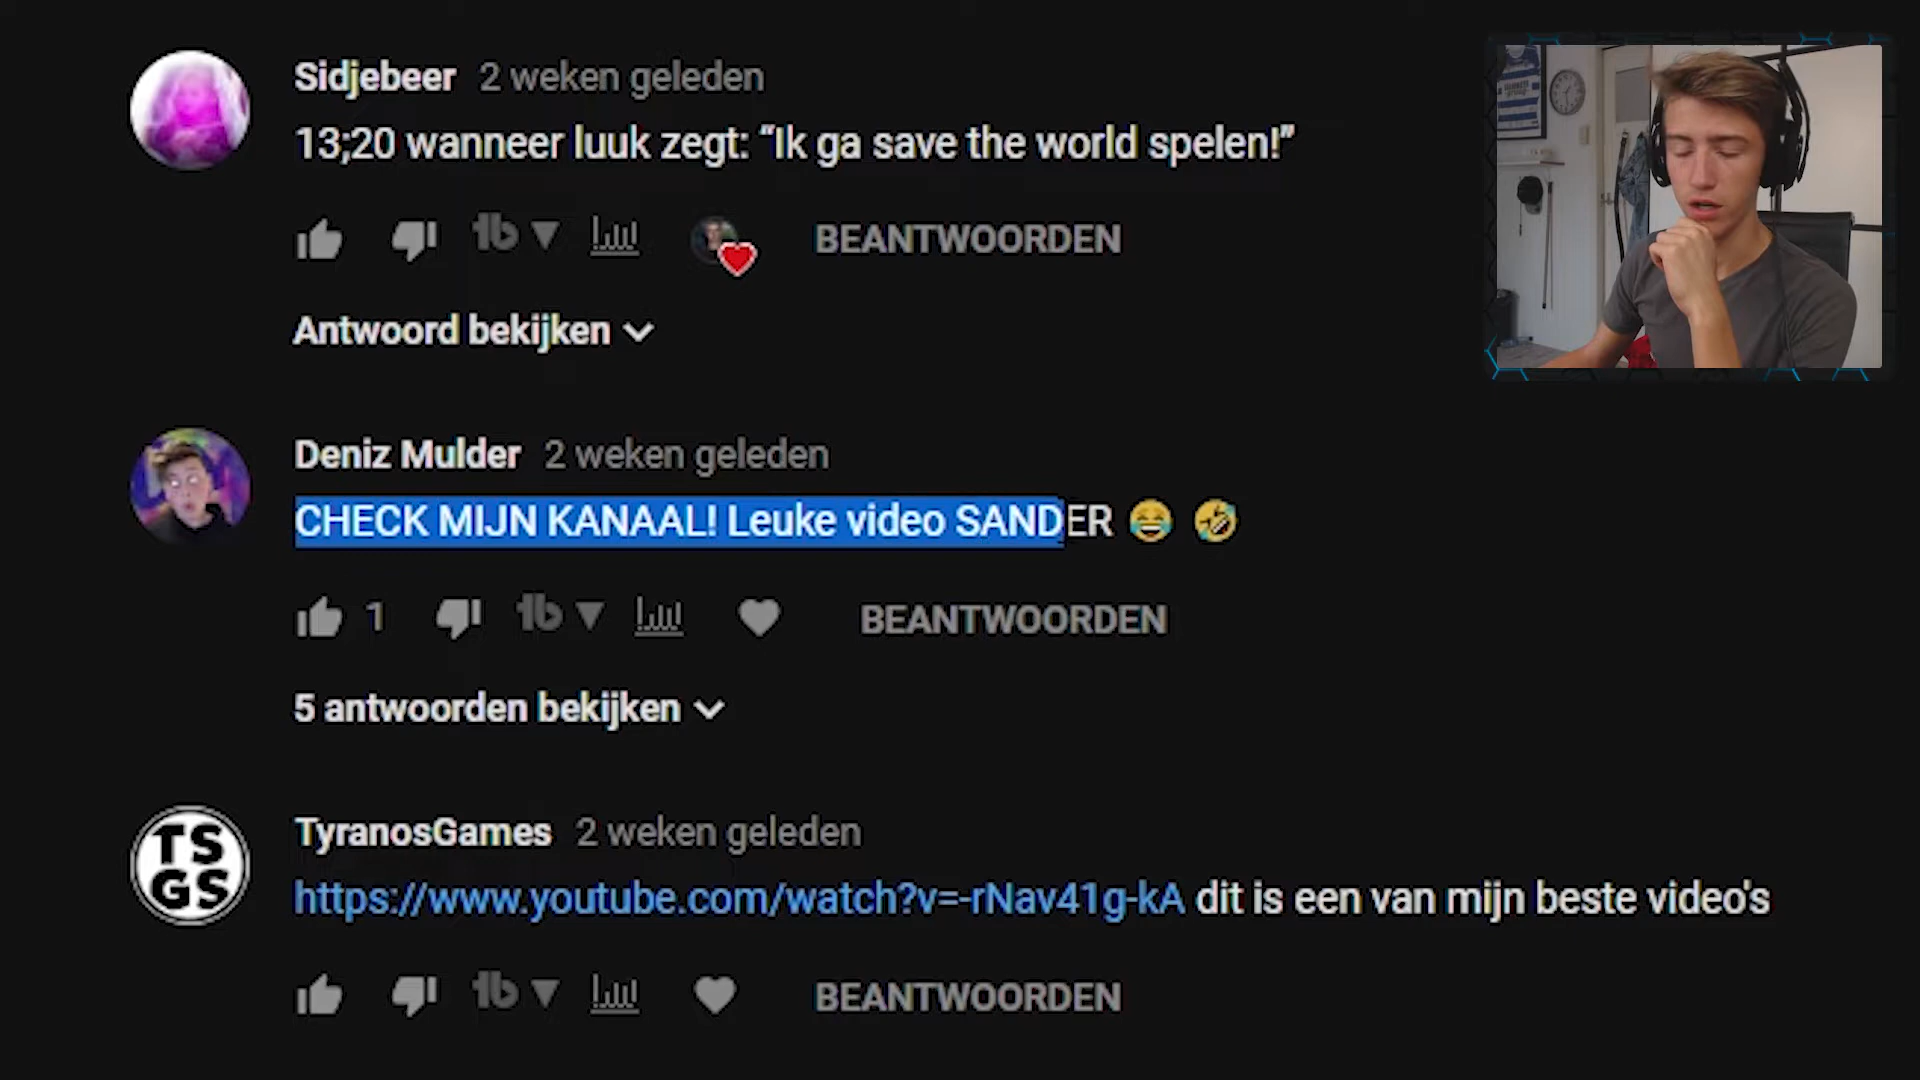 Sidjebeer 2 weken geleden
13;20 wanneer luuk zegt: “Ik ga save the world spelen!”
BEANTWOORDEN
Antwoord bekijken
Deniz Mulder 2 weken geleden
CHECK MIJN KANAAL! Leuke video SANDER 😂 🤣
1 BEANTWOORDEN
5 antwoorden bekijken
TS
GS
TyranosGames 2 weken geleden
https://www.youtube.com/watch?v=-rNav41g-kA dit is een van mijn beste video's
BEANTWOORDEN